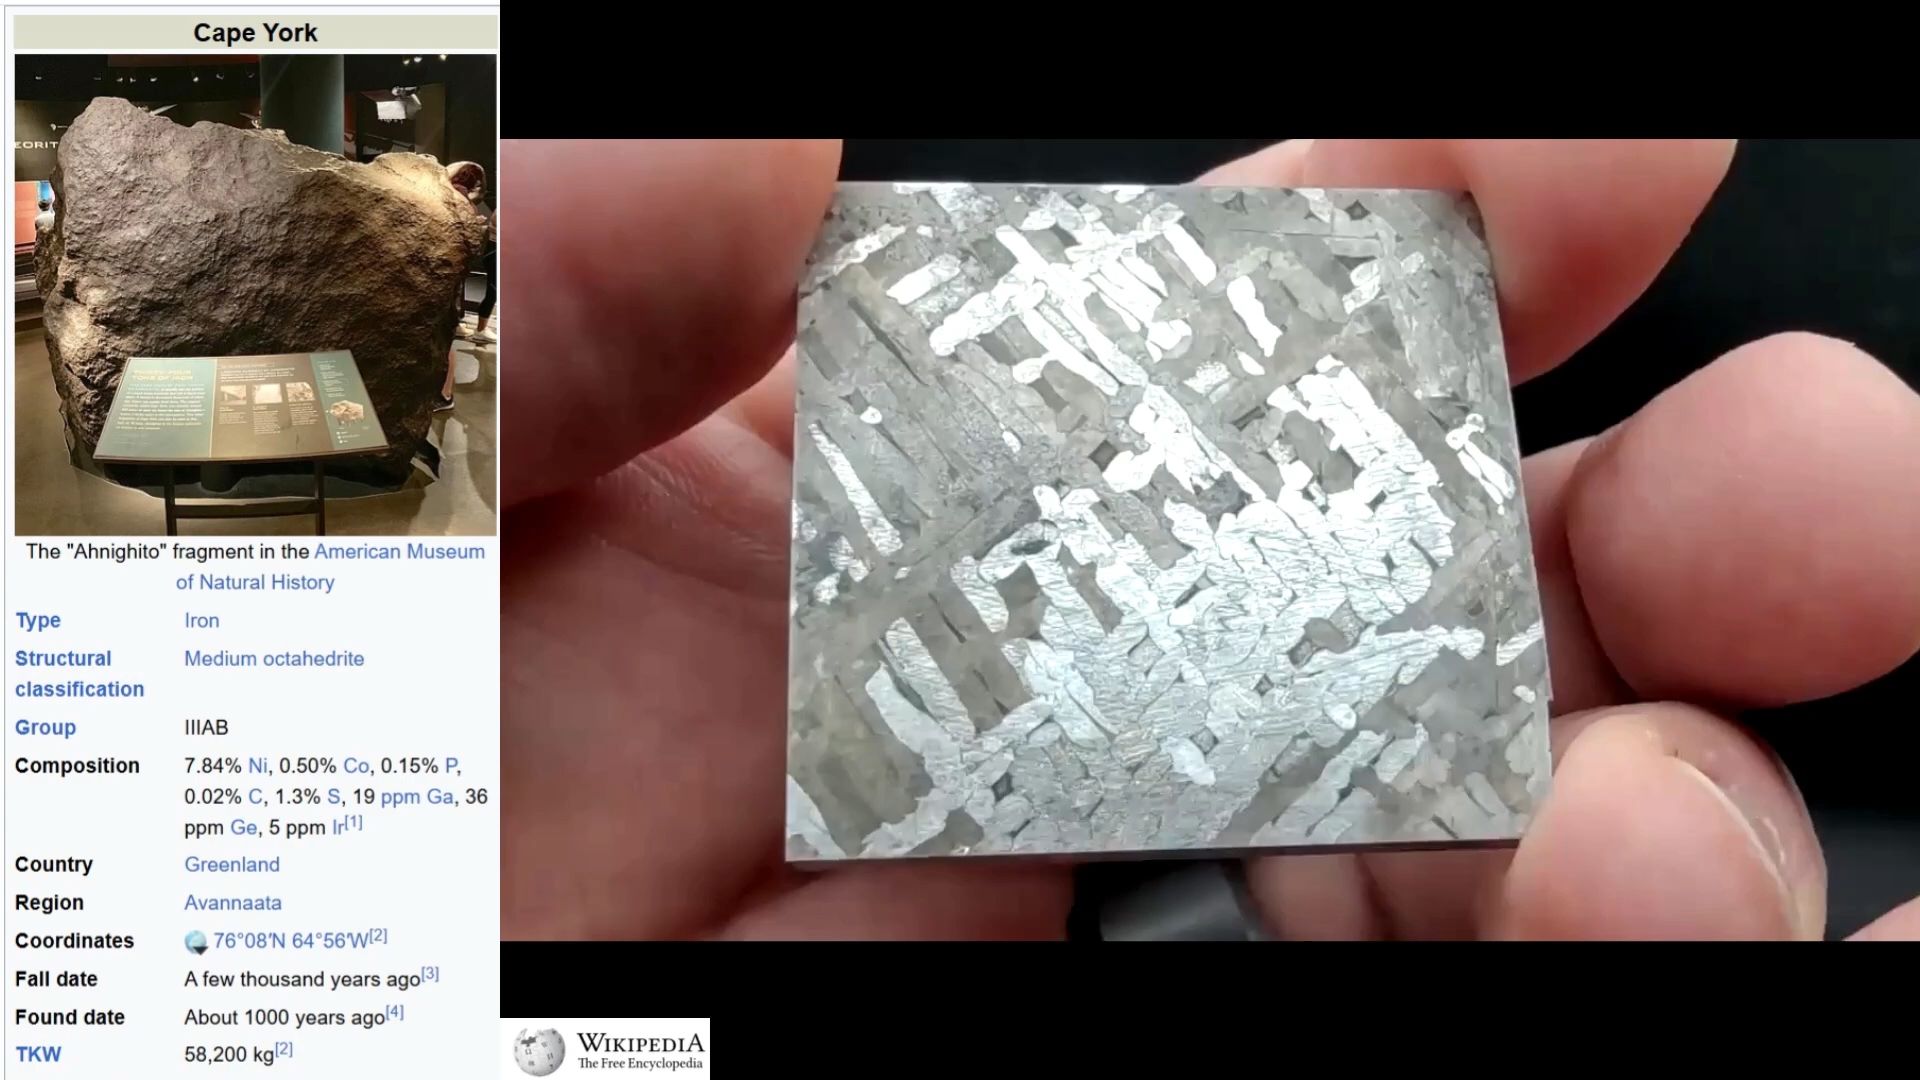 Cape York
EORIT
The "Ahnighito" fragment in the American Museum
of Natural History
Type Iron
Structural Medium octahedrite
classification
Group IIIAB
Composition 7.84% Ni, 0.50% Co, 0.15% P,
0.02% C, 1.3% S, 19 ppm Ga, 36
ppm Ge, 5 ppm Ir[1]
Country Greenland
Region Avannaata
Coordinates 76°08′N 64°56′W[2]
Fall date A few thousand years ago[3]
Found date About 1000 years ago[4]
TKW 58,200 kg[2]
WIKIPEDIA
The Free Encyclopedia